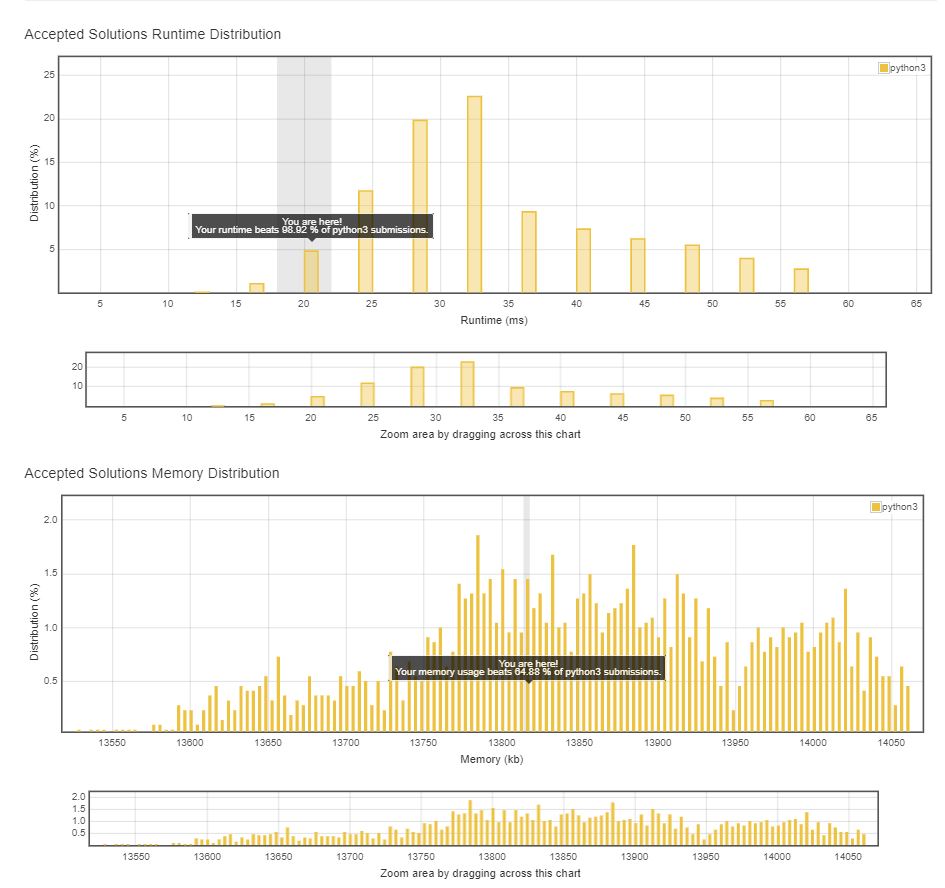 Accepted Solutions Runtime Distribution
python3
25
20
15
10
5
Distribution (%)
You are here!
Your runtime beats 98.92 % of python3 submissions.
5 10 15 20 25 30 35 40 45 50 55 60 65
Runtime (ms)
20
10
5 10 15 20 25 30 35 40 45 50 55 60 65
Zoom area by dragging across this chart
Accepted Solutions Memory Distribution
python3
2.0
1.5
1.0
0.5
Distribution (%)
You are here!
Your memory usage beats 64.88 % of python3 submissions.
13550 13600 13650 13700 13750 13800 13850 13900 13950 14000 14050
Memory (kb)
2.0
1.5
1.0
0.5
13550 13600 13650 13700 13750 13800 13850 13900 13950 14000 14050
Zoom area by dragging across this chart